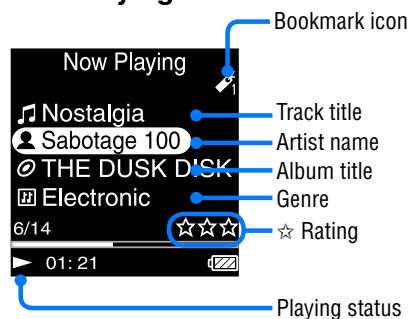 Bookmark icon
Now Playing
1
Nostalgia
Track title
Sabotage 100
Artist name
THE DUSK DISK
Album title
Electronic
Genre
6/14
☆☆☆
☆ Rating
01: 21
Playing status